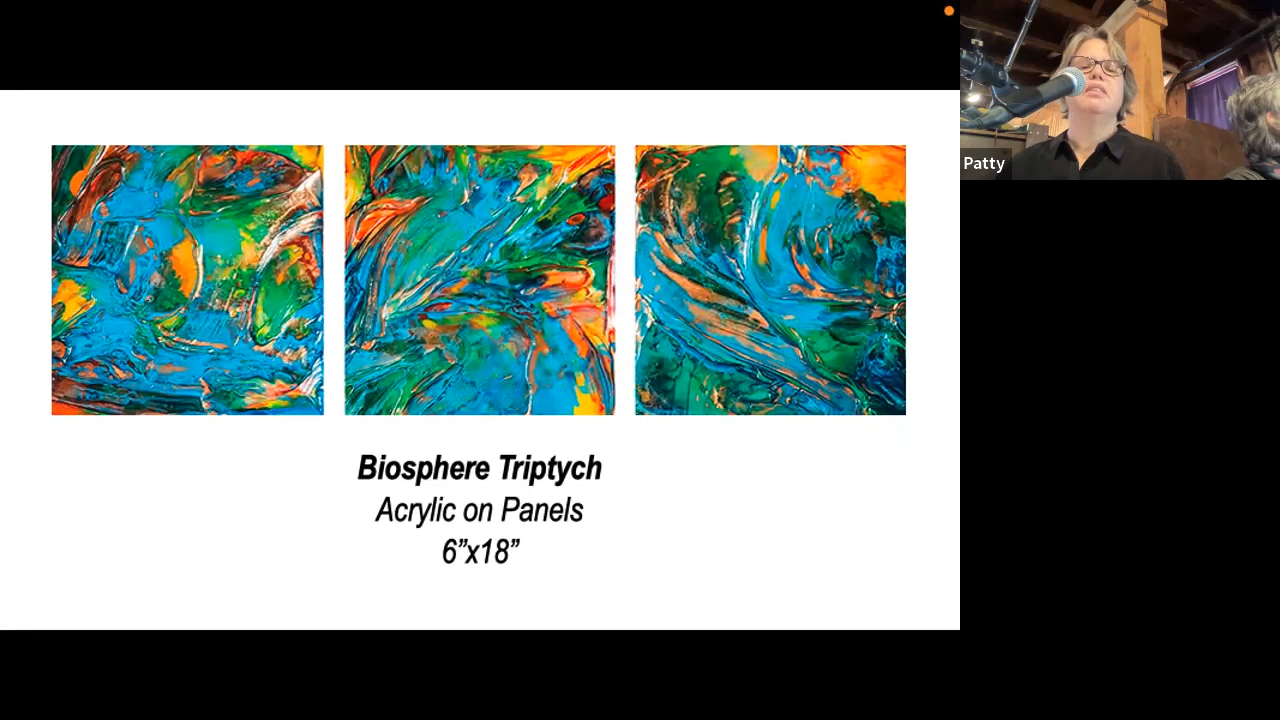 Patty
Biosphere Triptych
Acrylic on Panels
6”x18”